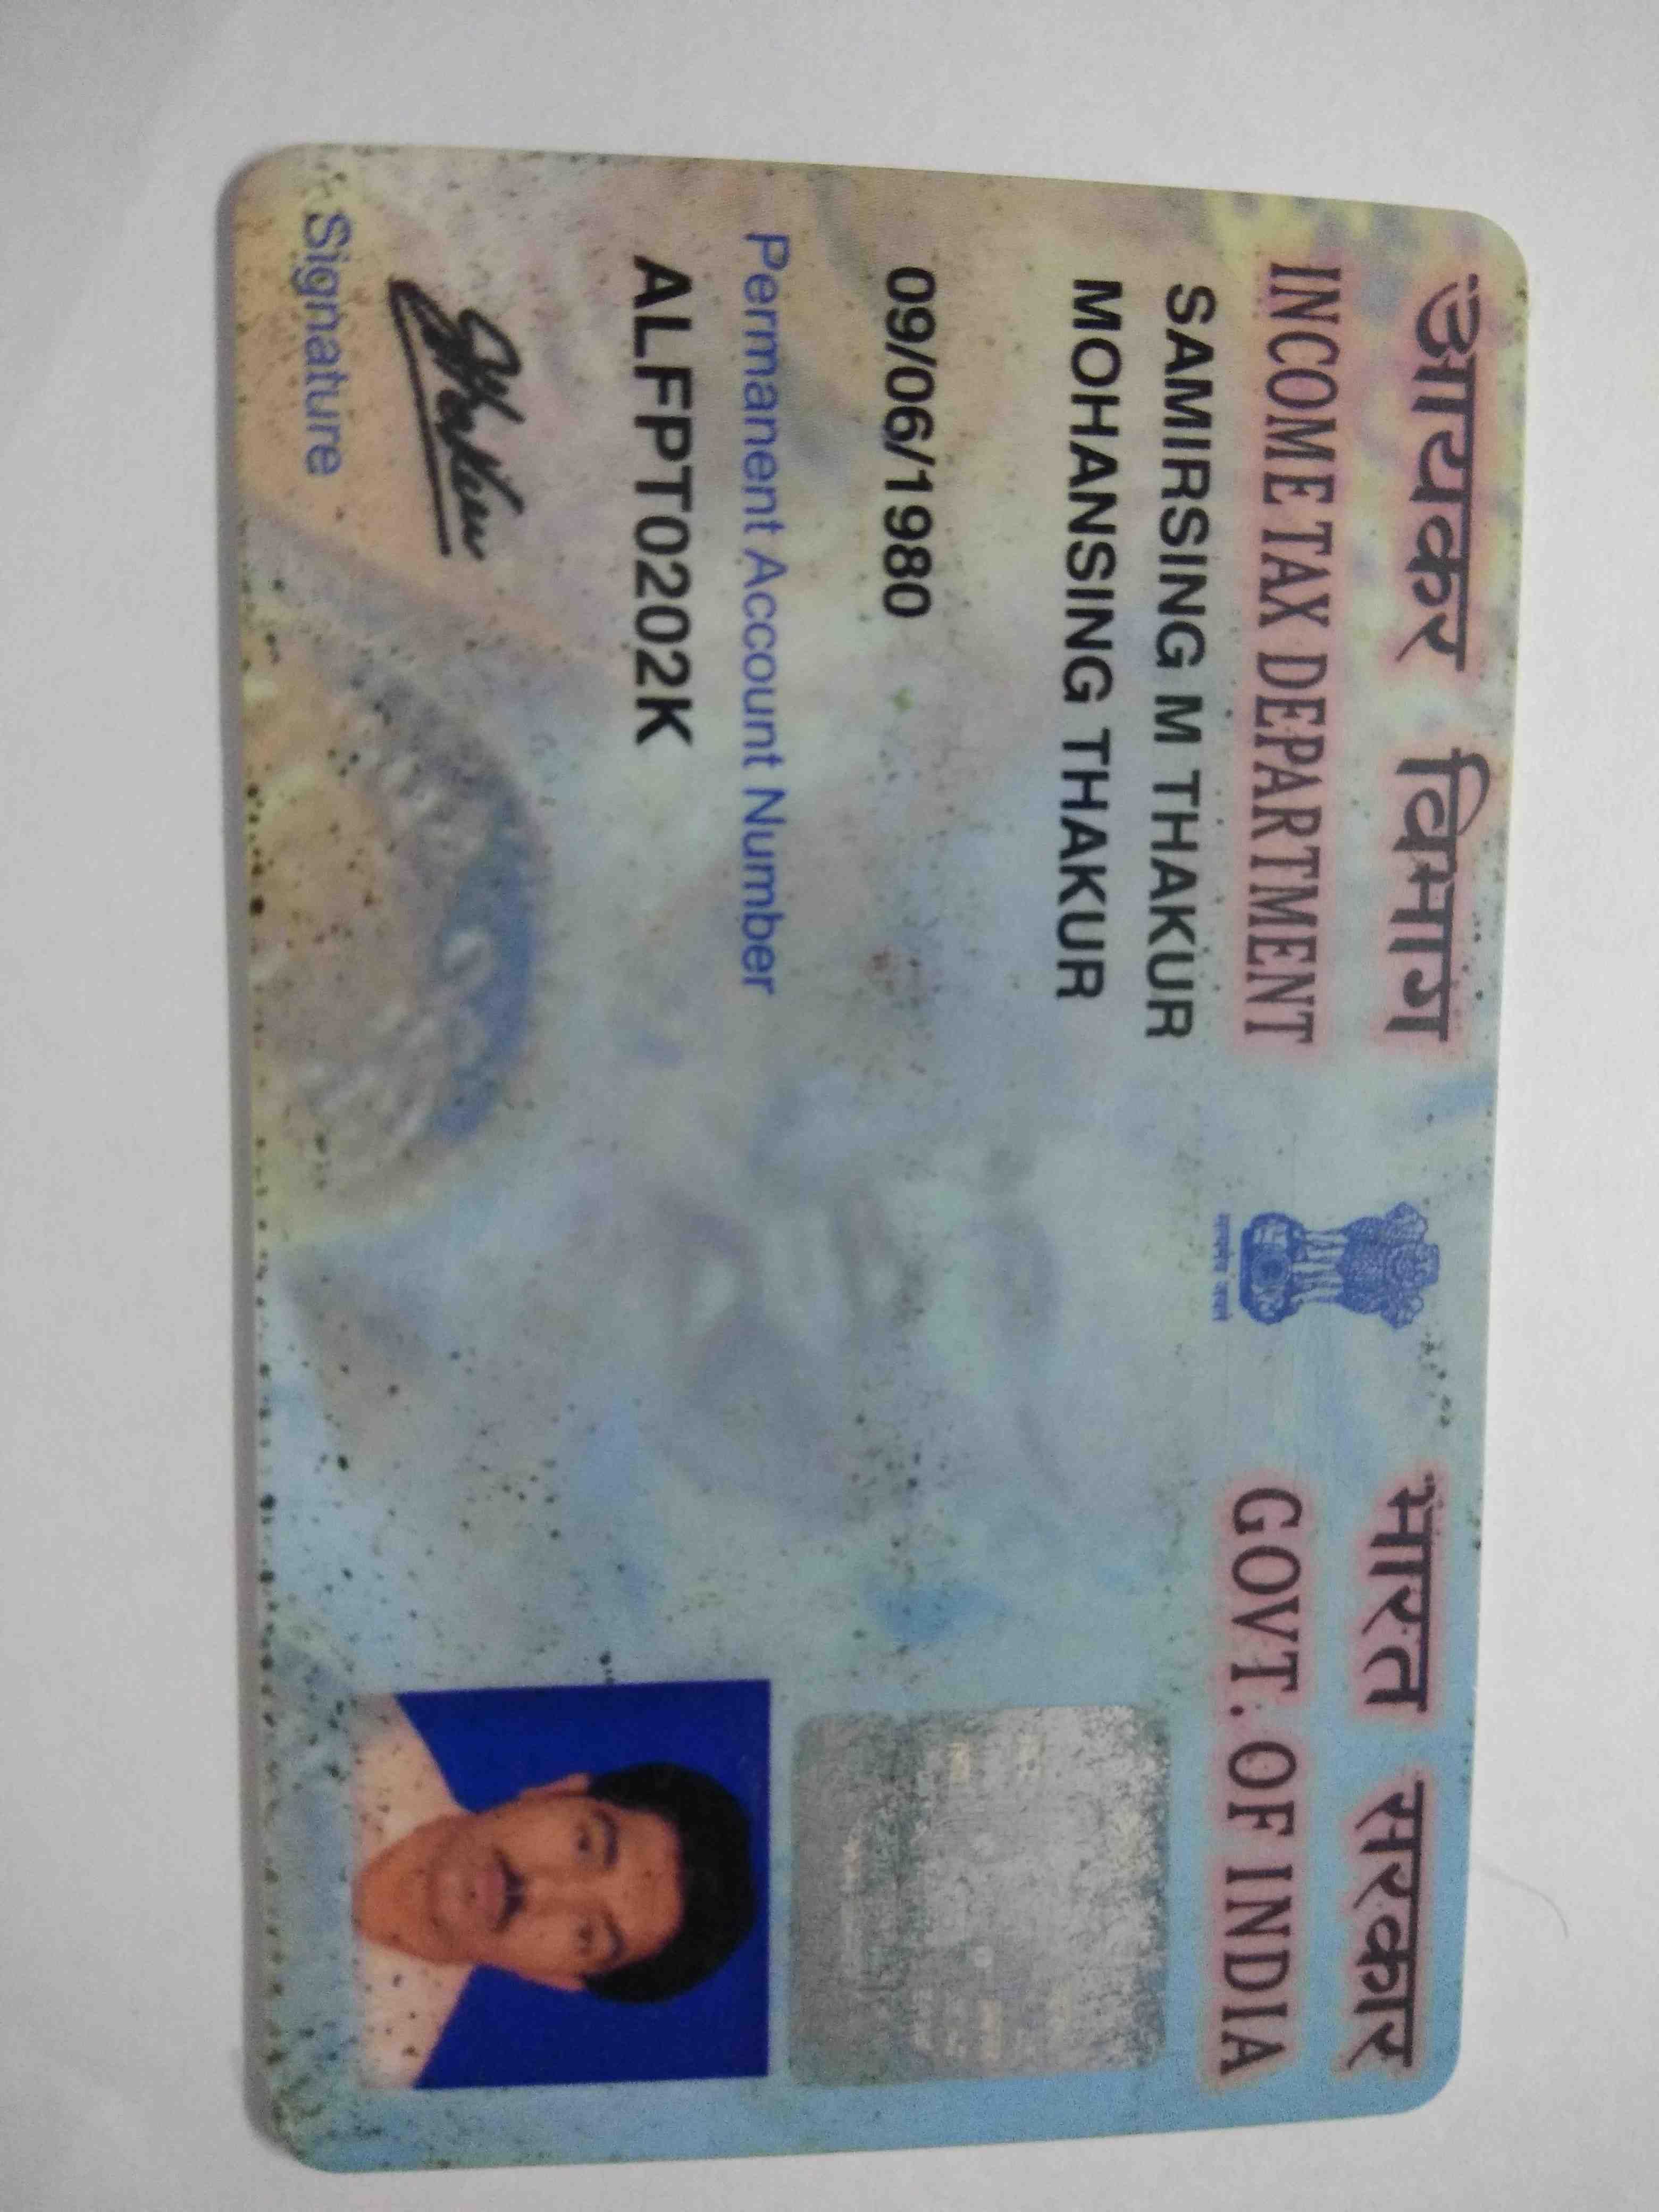 आयकर विभाग
INCOME TAX DEPARTMENT
भारत सरकार
GOVT. OF INDIA
सत्यमेव जयते
SAMIRSING M THAKUR
MOHANSING THAKUR
09/06/1980
Permanent Account Number
ALFPT0202K
Signature